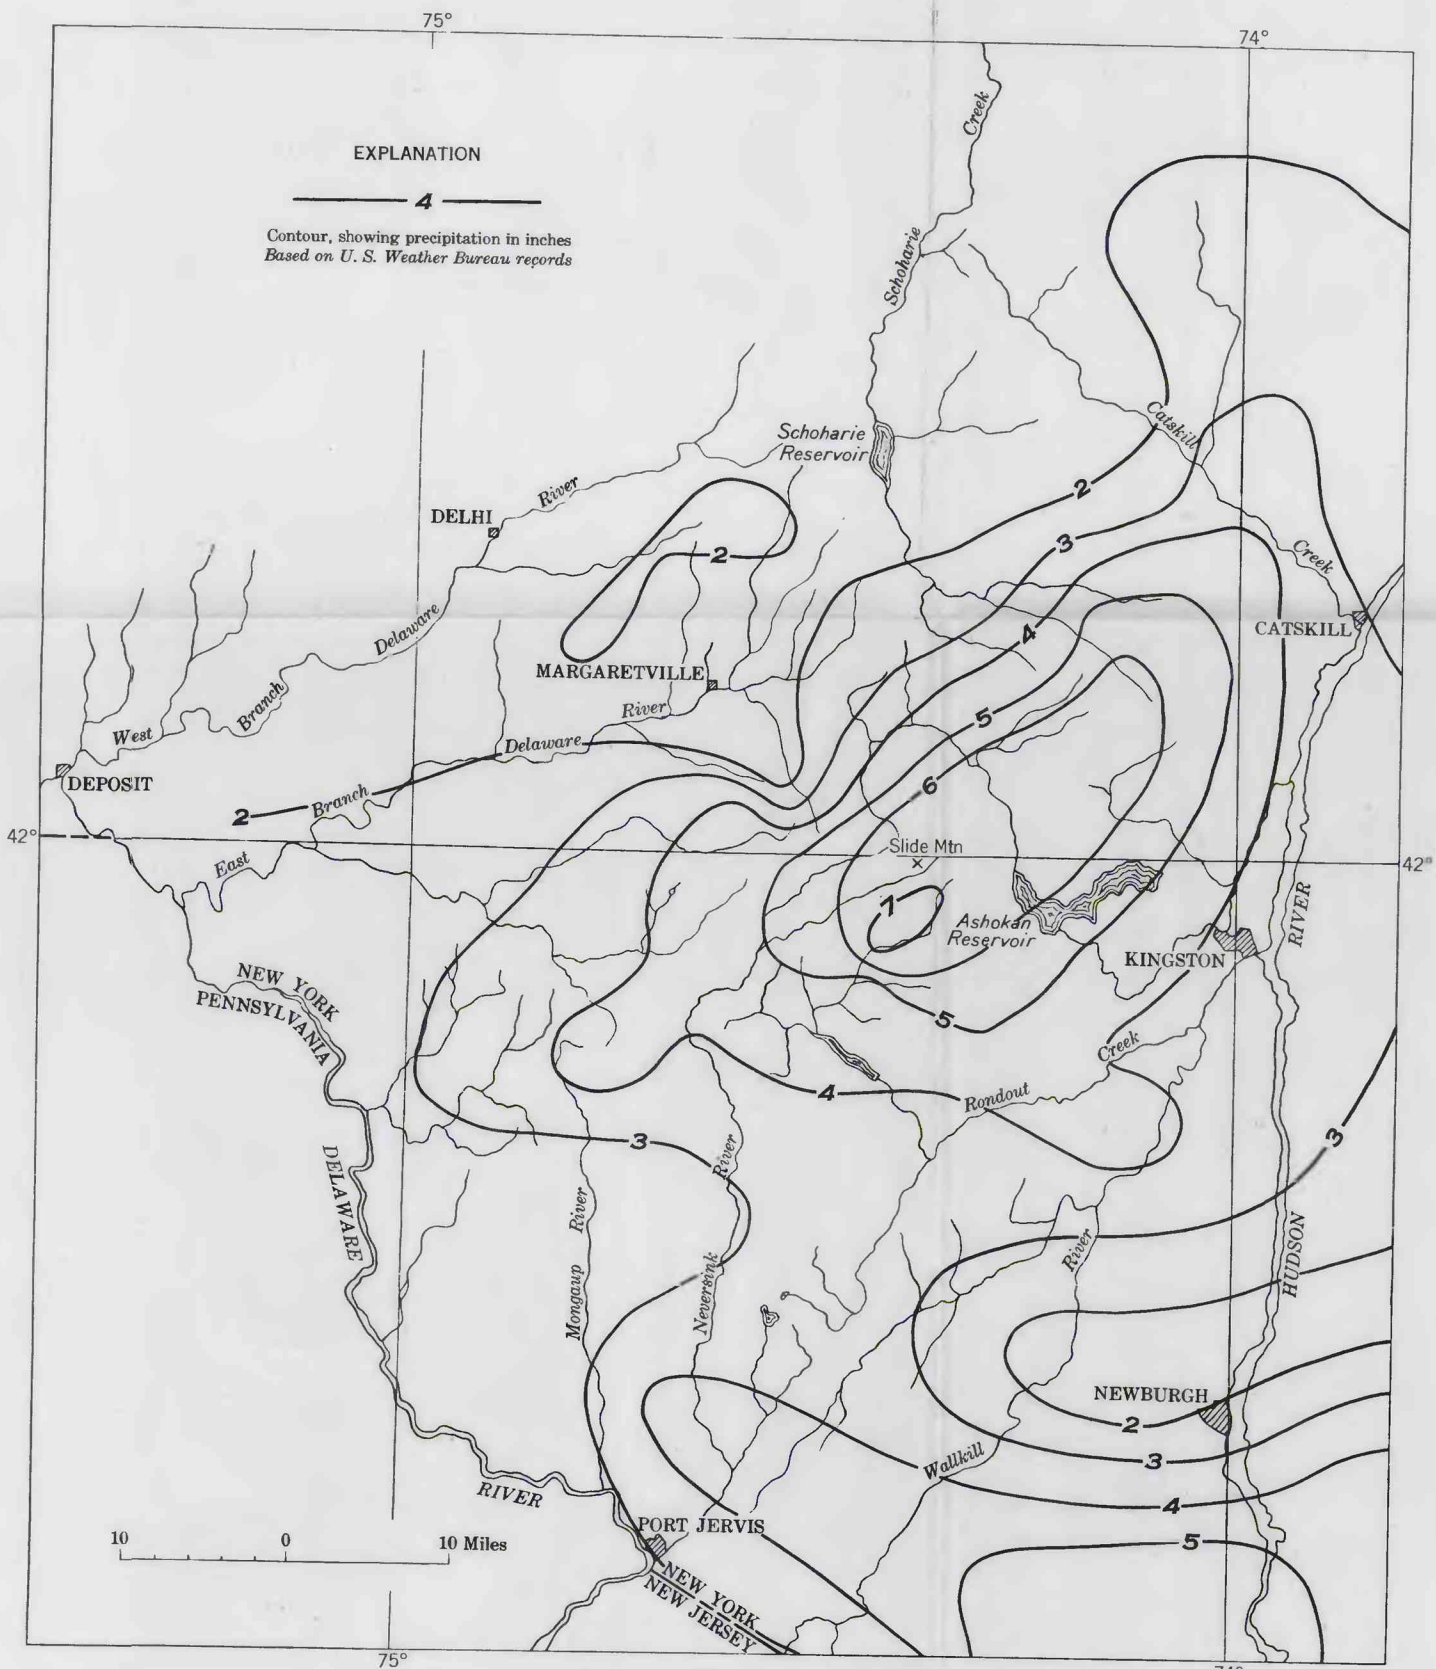 75°
74°
EXPLANATION
4
Contour, showing precipitation in inches
Based on U. S. Weather Bureau records
Creek
Schoharie
Catskill
Schoharie
Reservoir
2
River
DELHI
3
2
Creek
Delaware
4
CATSKILL
MARGARETVILLE
River
Branch
5
West
Delaware
DEPOSIT
6
Branch
2
42°
42°
East
Slide Mtn
7
Ashokan
Reservoir
RIVER
KINGSTON
NEW YORK
PENNSYLVANIA
5
Creek
4
Rondout
3
3
River
DELAWARE
River
River
HUDSON
Neversink
Mongaup
NEWBURGH
2
3
Wallkill
RIVER
4
PORT JERVIS
5
10 0 10 Miles
NEW YORK
NEW JERSEY
75°
74°